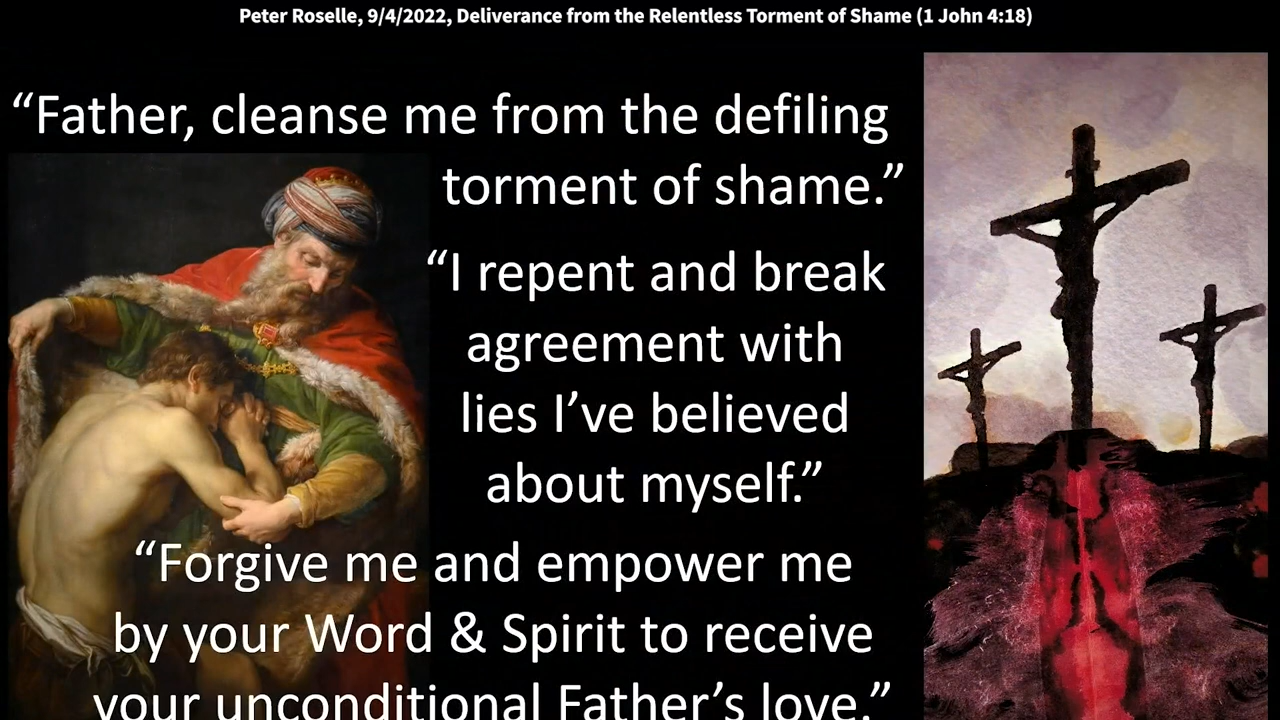 Peter Roselle, 9/4/2022, Deliverance from the Relentless Torment of Shame (1 John 4:18)
“Father, cleanse me from the defiling
torment of shame.”
“I repent and break
agreement with
lies I’ve believed
about myself.”
“Forgive me and empower me
by your Word & Spirit to receive
your unconditional Father’s love.”